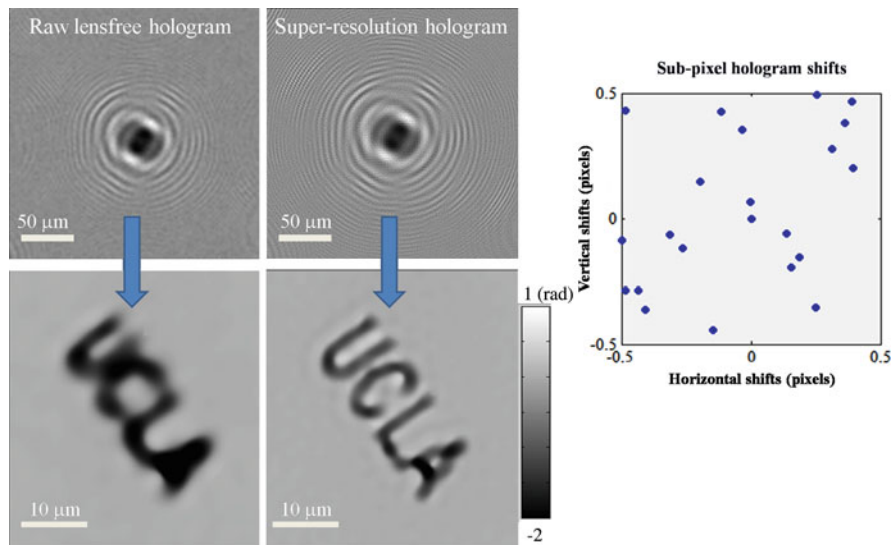 Raw lensfree hologram
50 μm
Super-resolution hologram
50 μm
10 μm
UCLA
10 μm
1 (rad)
-2
Sub-pixel hologram shifts
Vertical shifts (pixels)
0.5
0
-0.5
-0.5
0
0.5
Horizontal shifts (pixels)